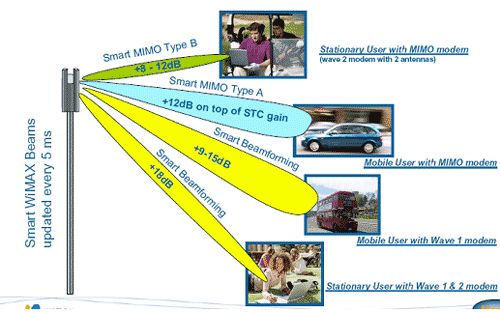 Smart MIMO Type B
+8 - 12dB
Stationary User with MIMO modem
(wave 2 modem with 2 antennas)
Smart MIMO Type A
+12dB on top of STC gain
Mobile User with MIMO modem
Smart Beamforming
+9-15dB
Mobile User with Wave 1 modem
Smart Beamforming
+18dB
Stationary User with Wave 1 & 2 modem
Smart WiMAX Beams
updated every 5 ms